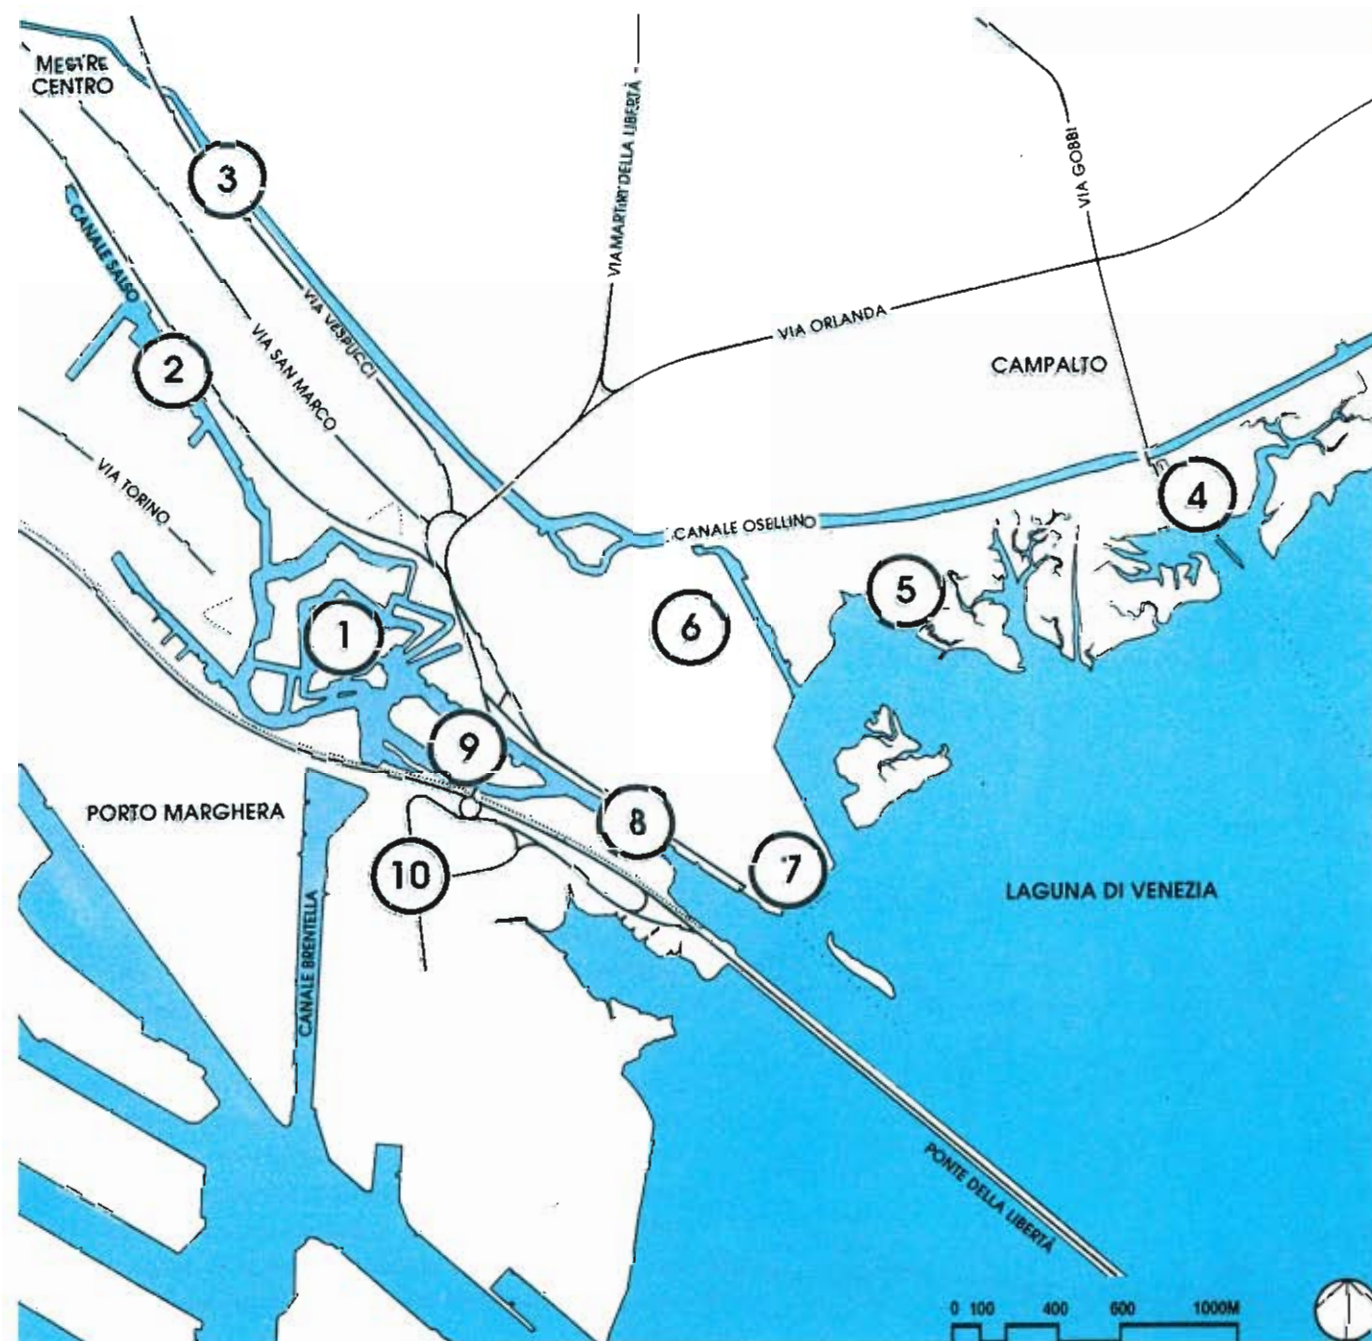 MESTRE
CENTRO
3
CANALE SALSO
2
VIA SAN MARCO
VIA VESPUCCI
VIA MARTIRI DELLA LIBERTÀ
VIA GOBBI
VIA ORLANDA
CAMPALTO
VIA TORINO
4
CANALE OSELLINO
5
1
6
9
PORTO MARGHERA
8
7
10
LAGUNA DI VENEZIA
CANALE BRENTELLA
PONTE DELLA LIBERTÀ
0 100 400 600 1000M